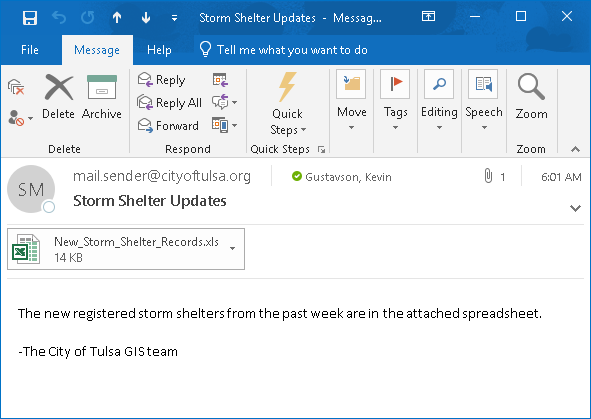 Storm Shelter Updates - Messag...
File Message Help Tell me what you want to do
Delete Archive
Reply
Reply All
Forward
Quick Steps
Move
Tags
Editing
Speech
Zoom
Delete Quick Steps Zoom
SM
mail.sender@cityoftulsa.org Gustavson, Kevin 1 6:01 AM
Storm Shelter Updates
New_Storm_Shelter_Records.xls
14 KB
The new registered storm shelters from the past week are in the attached spreadsheet.
-The City of Tulsa GIS team